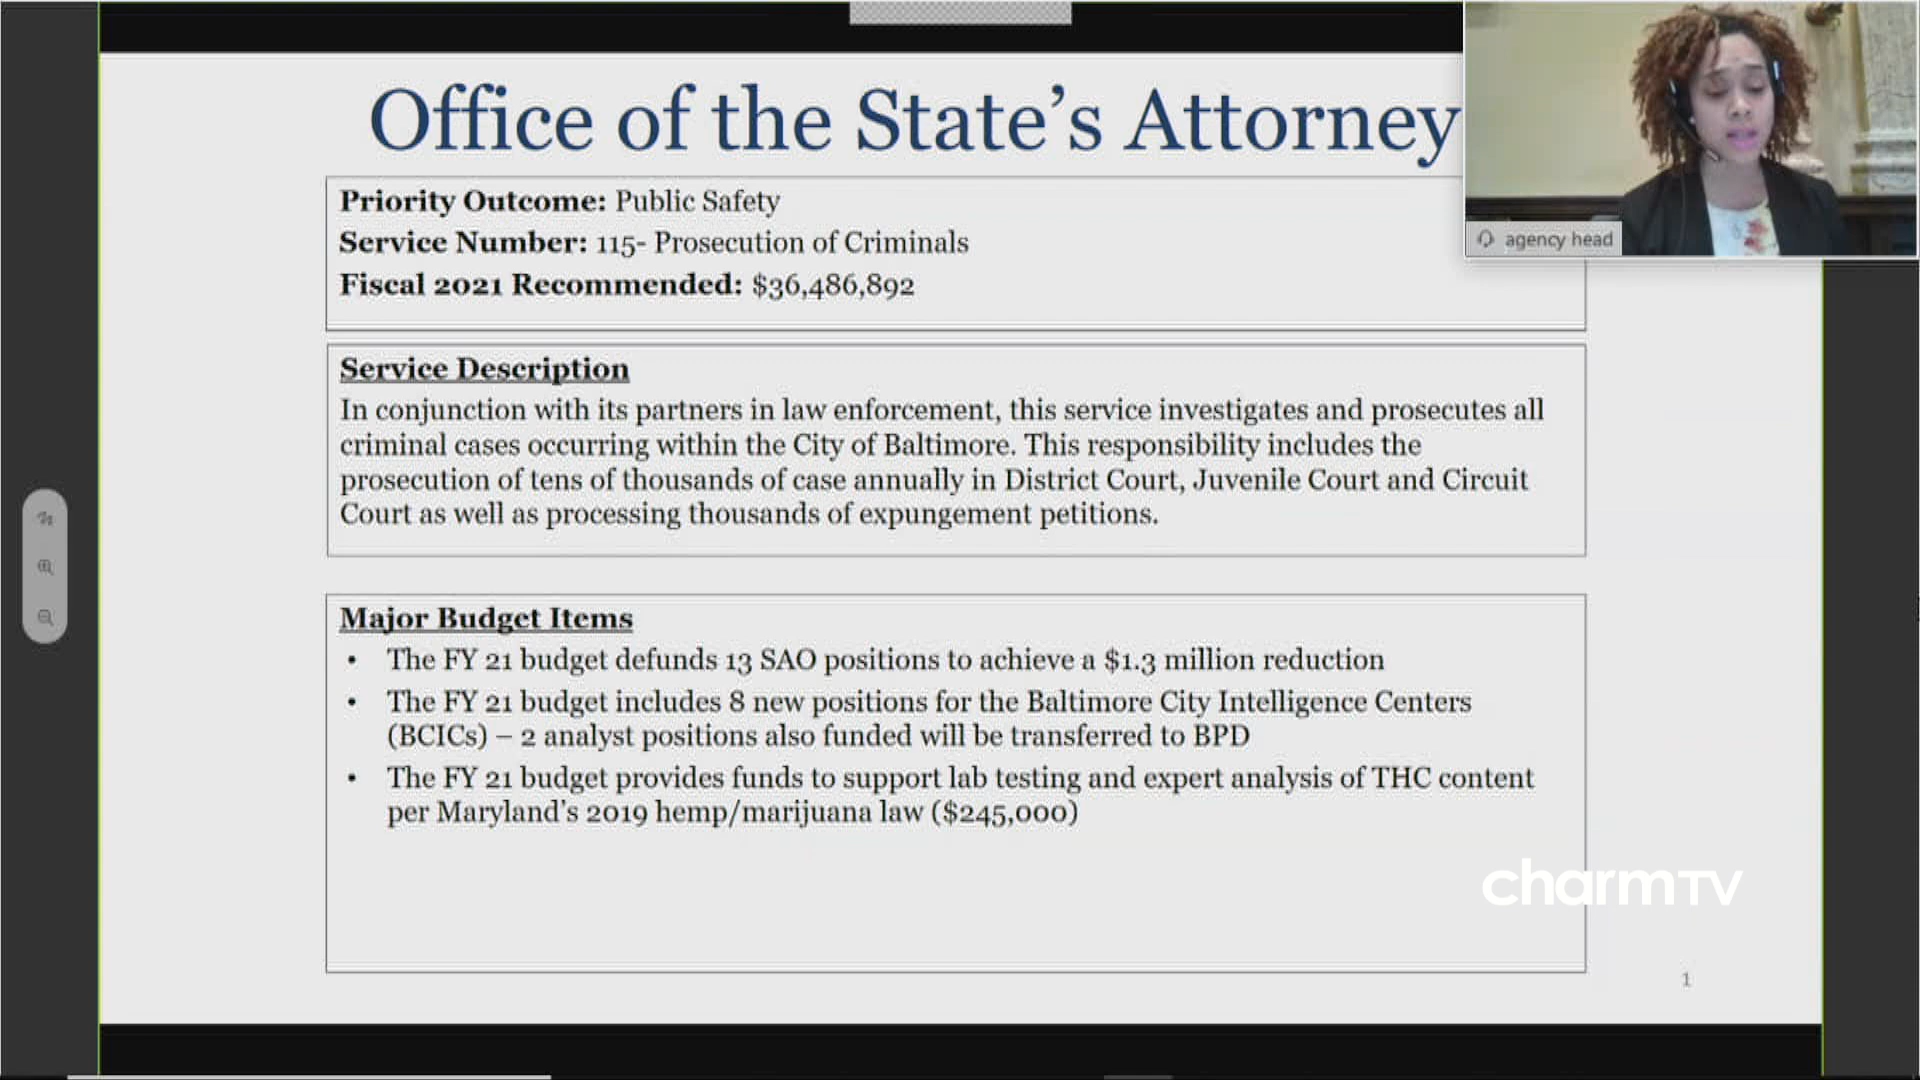 Office of the State's Attorney
agency head
Priority Outcome: Public Safety
Service Number: 115- Prosecution of Criminals
Fiscal 2021 Recommended: $36,486,892
Service Description
In conjunction with its partners in law enforcement, this service investigates and prosecutes all
criminal cases occurring within the City of Baltimore. This responsibility includes the
prosecution of tens of thousands of case annually in District Court, Juvenile Court and Circuit
Court as well as processing thousands of expungement petitions.
Major Budget Items
• The FY 21 budget defunds 13 SAO positions to achieve a $1.3 million reduction
• The FY 21 budget includes 8 new positions for the Baltimore City Intelligence Centers
(BCICs) – 2 analyst positions also funded will be transferred to BPD
• The FY 21 budget provides funds to support lab testing and expert analysis of THC content
per Maryland's 2019 hemp/marijuana law ($245,000)
charmTV
1